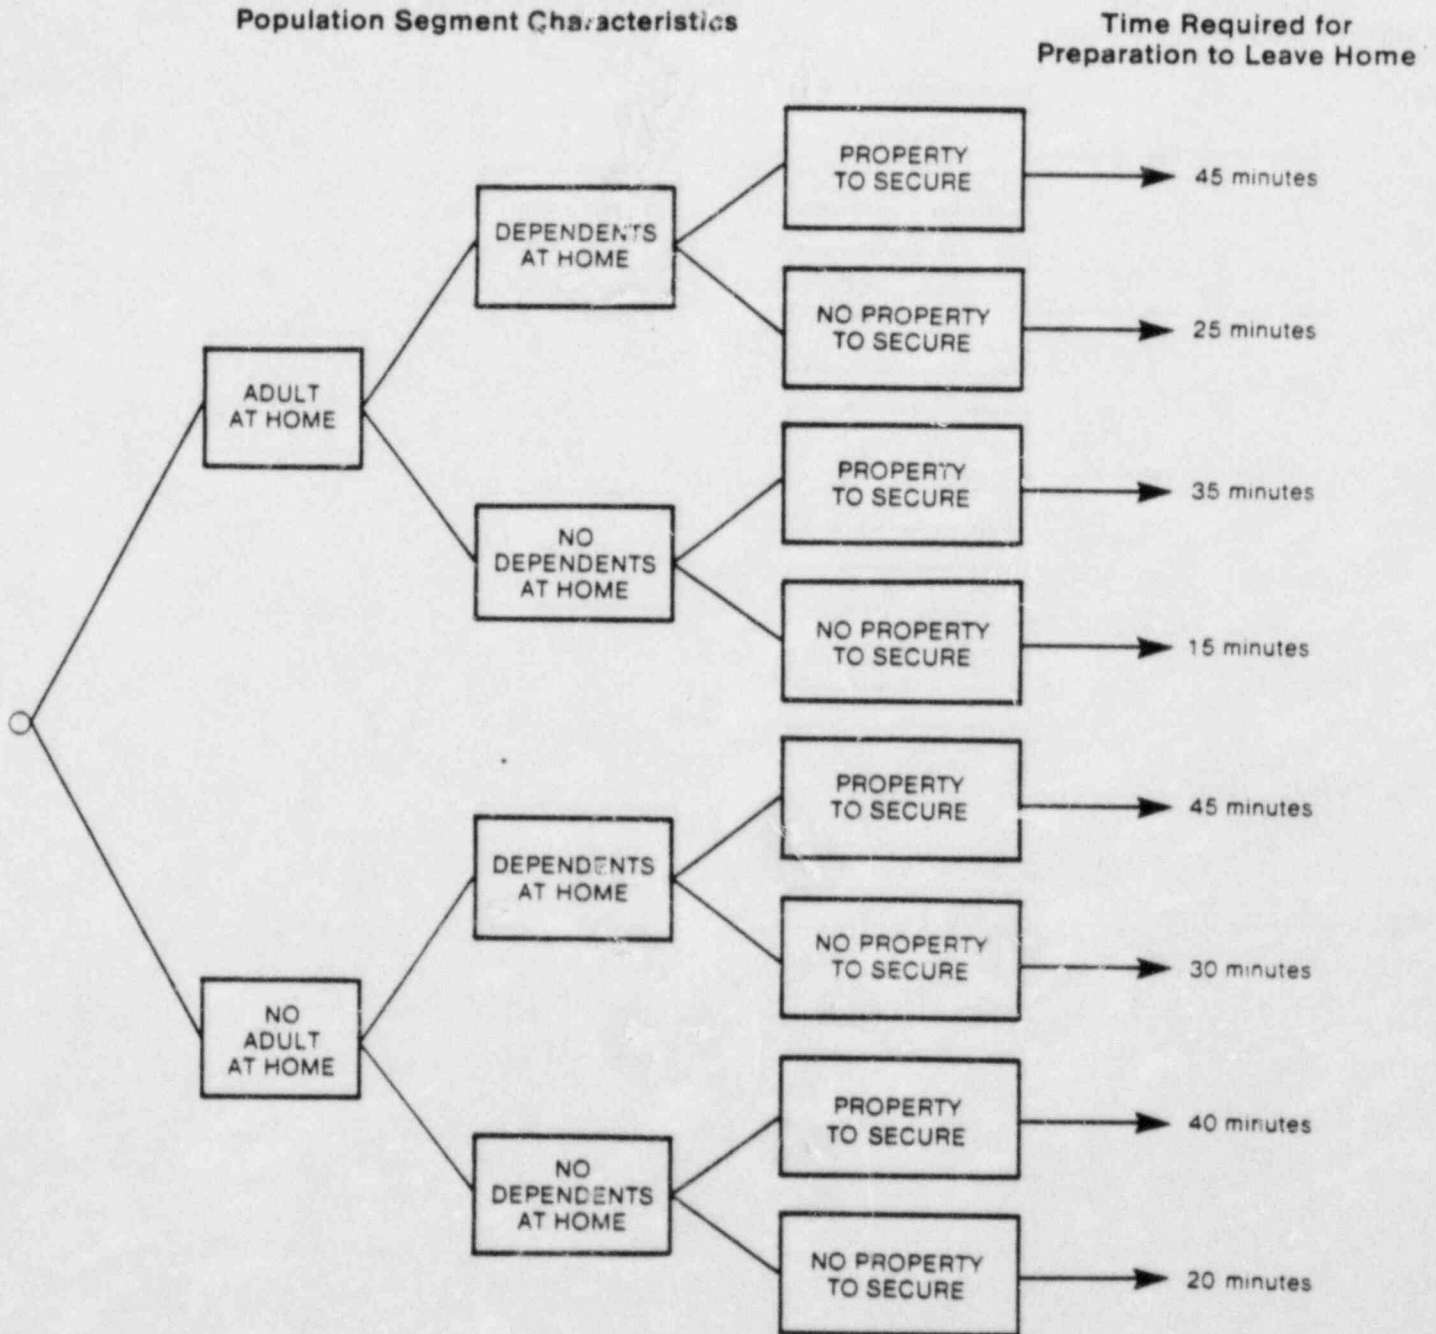 Population Segment Characteristics
Time Required for
Preparation to Leave Home
PROPERTY
TO SECURE
45 minutes
DEPENDENTS
AT HOME
NO PROPERTY
TO SECURE
25 minutes
ADULT
AT HOME
PROPERTY
TO SECURE
35 minutes
NO
DEPENDENTS
AT HOME
NO PROPERTY
TO SECURE
15 minutes
PROPERTY
TO SECURE
45 minutes
DEPENDENTS
AT HOME
NO PROPERTY
TO SECURE
30 minutes
NO
ADULT
AT HOME
PROPERTY
TO SECURE
40 minutes
NO
DEPENDENTS
AT HOME
NO PROPERTY
TO SECURE
20 minutes